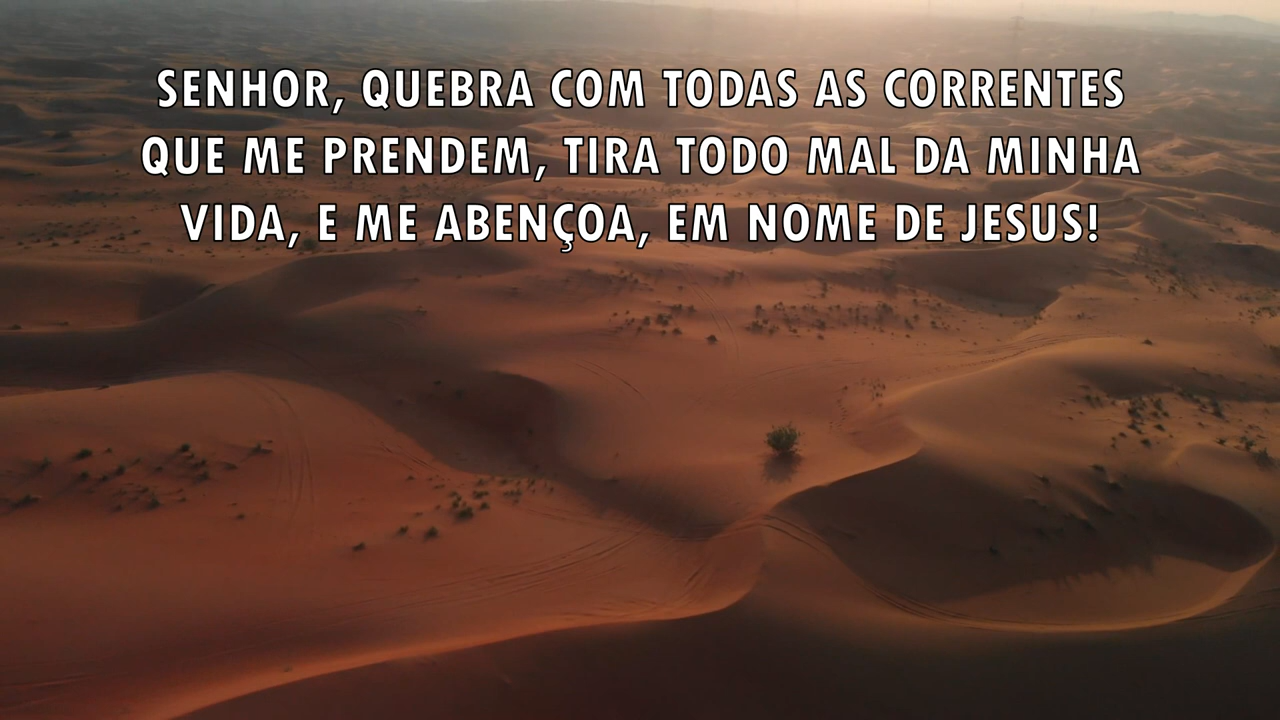 SENHOR, QUEBRA COM TODAS AS CORRENTES
QUE ME PRENDEM, TIRA TODO MAL DA MINHA
VIDA, E ME ABENÇOA, EM NOME DE JESUS!